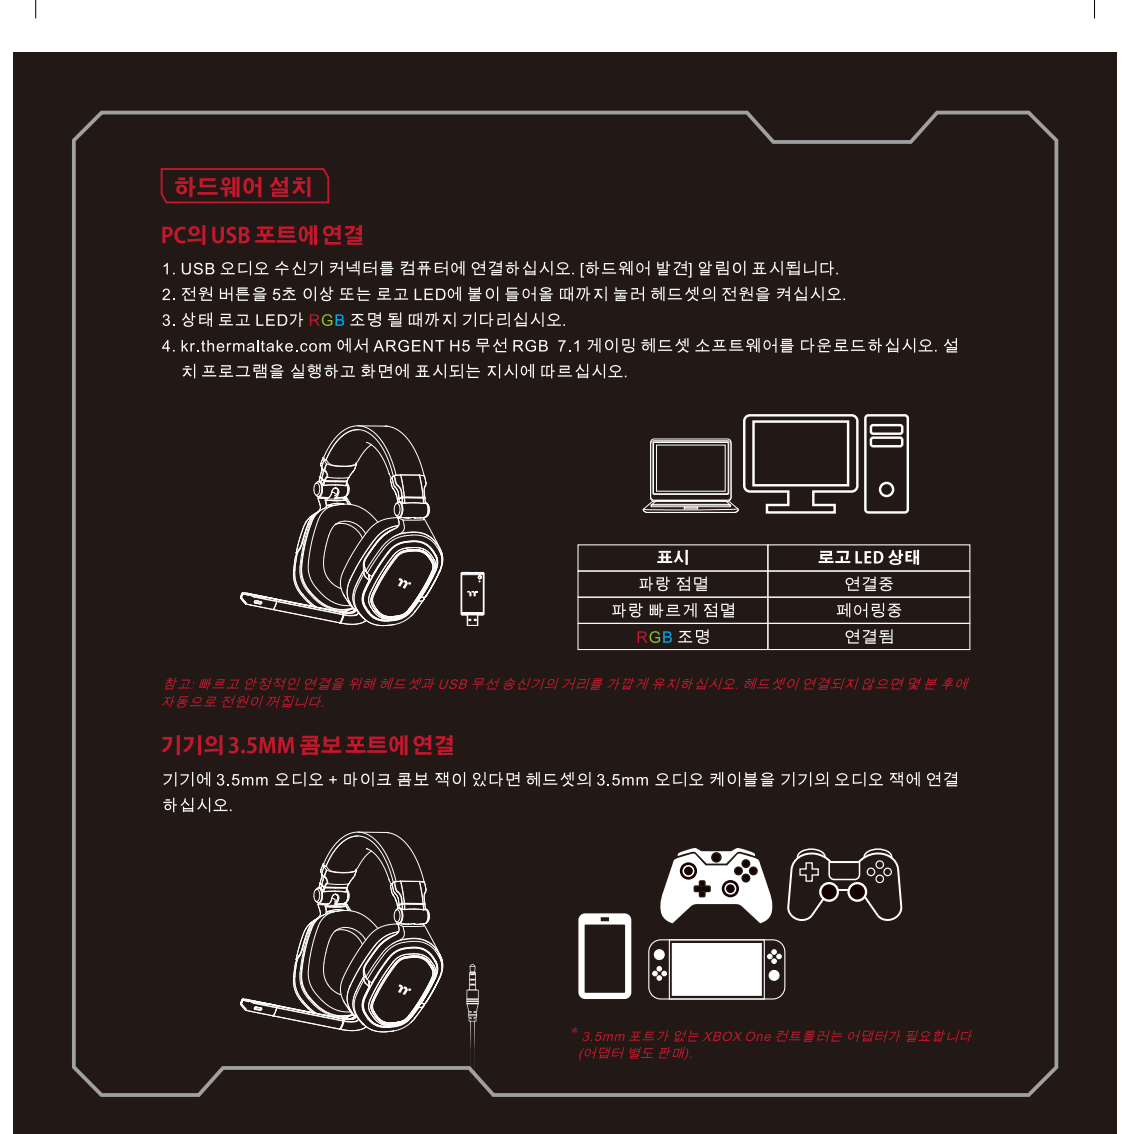 하드웨어 설치
PC의 USB 포트에 연결
1. USB 오디오 수신기 커넥터를 컴퓨터에 연결하십시오. [하드웨어 발견] 알림이 표시됩니다.
2. 전원 버튼을 5초 이상 또는 로고 LED에 불이 들어올 때까지 눌러 헤드셋의 전원을 켜십시오.
3. 상태 로고 LED가 RGB 조명 될 때까지 기다리십시오.
4. kr.thermaltake.com 에서 ARGENT H5 무선 RGB 7.1 게이밍 헤드셋 소프트웨어를 다운로드하십시오. 설
치 프로그램을 실행하고 화면에 표시되는 지시에 따르십시오.
표시 로고 LED 상태
파랑 점멸 연결중
파랑 빠르게 점멸 페어링중
RGB 조명 연결됨
참고: 빠르고 안정적인 연결을 위해 헤드셋과 USB 무선 송신기의 거리를 가깝게 유지하십시오. 헤드셋이 연결되지 않으면 몇 분 후에
자동으로 전원이 꺼집니다.
기기의 3.5MM 콤보 포트에 연결
기기에 3.5mm 오디오 + 마이크 콤보 잭이 있다면 헤드셋의 3.5mm 오디오 케이블을 기기의 오디오 잭에 연결
하십시오.
* 3.5mm 포트가 없는 XBOX One 컨트롤러는 어댑터가 필요합니다
(어댑터 별도 판매).